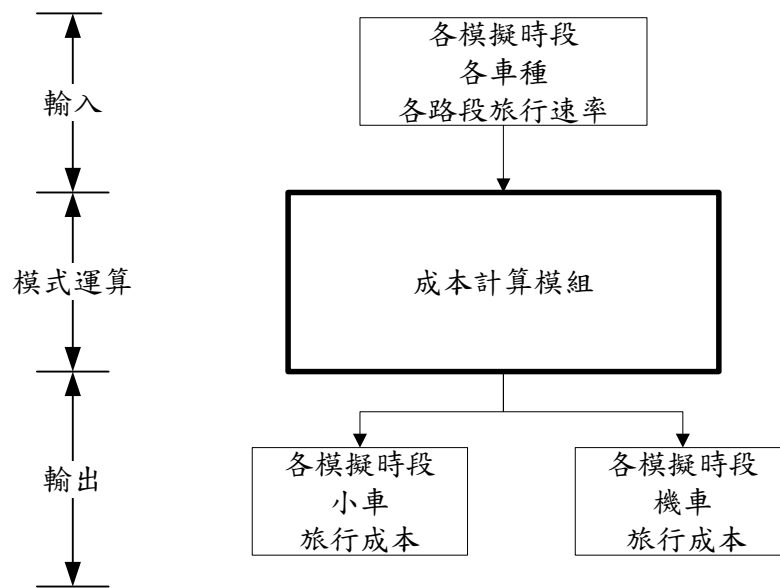 輸入
各模擬時段
各車種
各路段旅行速率
模式運算
成本計算模組
輸出
各模擬時段
小車
旅行成本
各模擬時段
機車
旅行成本